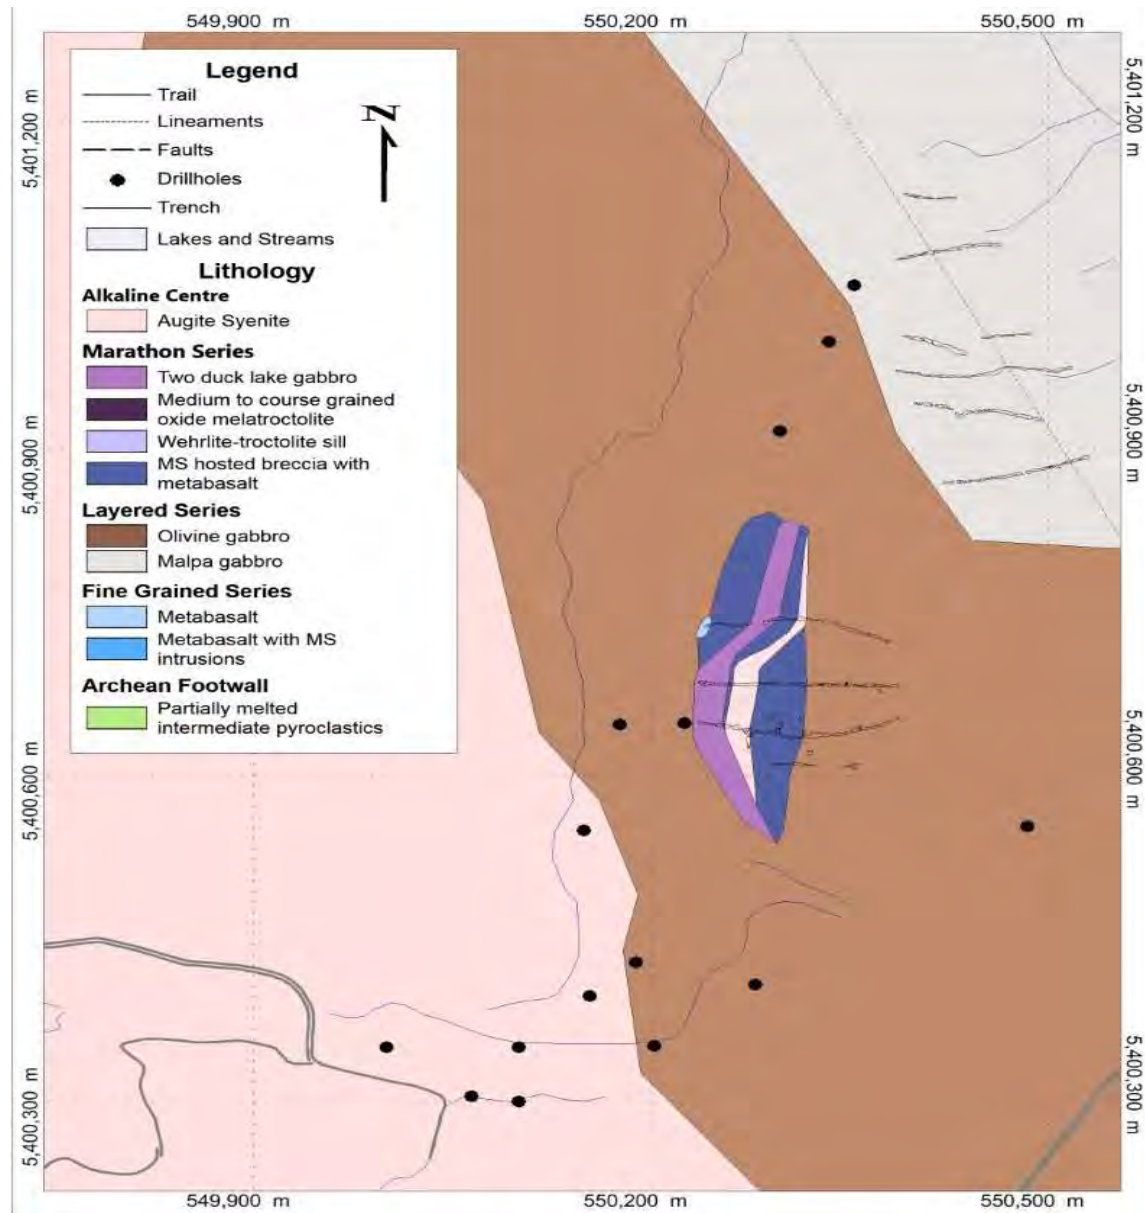 549,900 m 550,200 m 550,500 m
Legend
Trail
Lineaments
Faults
Drillholes
Trench
Lakes and Streams
N
Lithology
Alkaline Centre
Augite Syenite
Marathon Series
Two duck lake gabbro
Medium to course grained
oxide melatroctolite
Wehrlite-troctolite sill
MS hosted breccia with
metabasalt
Layered Series
Olivine gabbro
Malpa gabbro
Fine Grained Series
Metabasalt
Metabasalt with MS
intrusions
Archean Footwall
Partially melted
intermediate pyroclastics
5,401,200 m
5,400,900 m
5,400,600 m
5,400,300 m
5,401,200 m
5,400,900 m
5,400,600 m
5,400,300 m
549,900 m 550,200 m 550,500 m